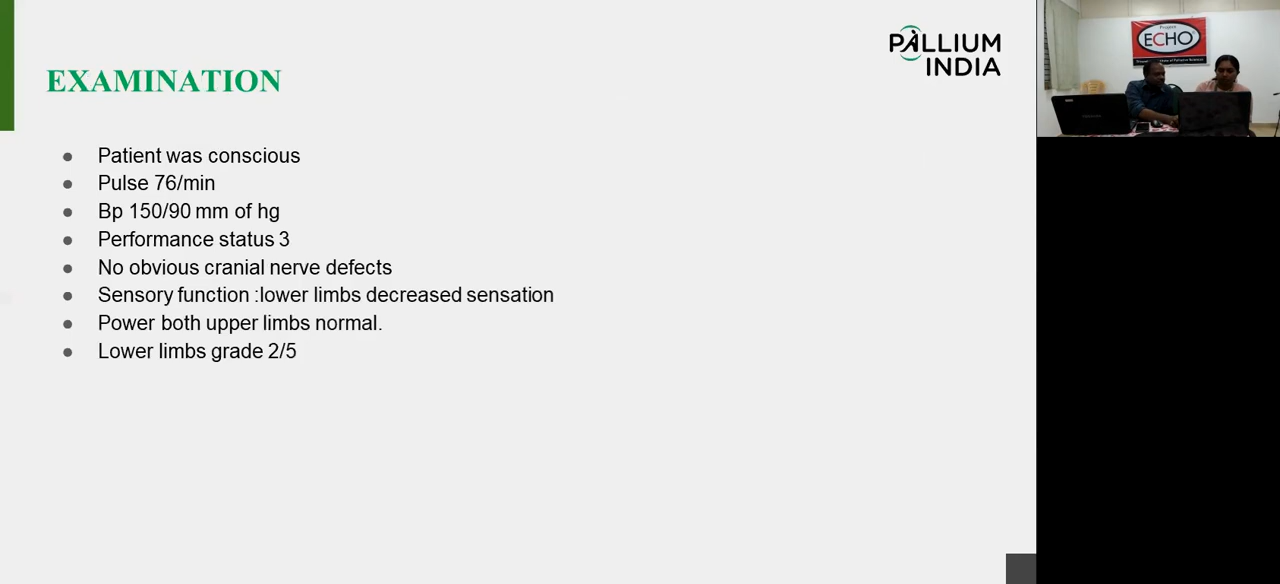 PALLIUM
INDIA
EXAMINATION
● Patient was conscious
● Pulse 76/min
● Bp 150/90 mm of hg
● Performance status 3
● No obvious cranial nerve defects
● Sensory function :lower limbs decreased sensation
● Power both upper limbs normal.
● Lower limbs grade 2/5
Project
ECHO